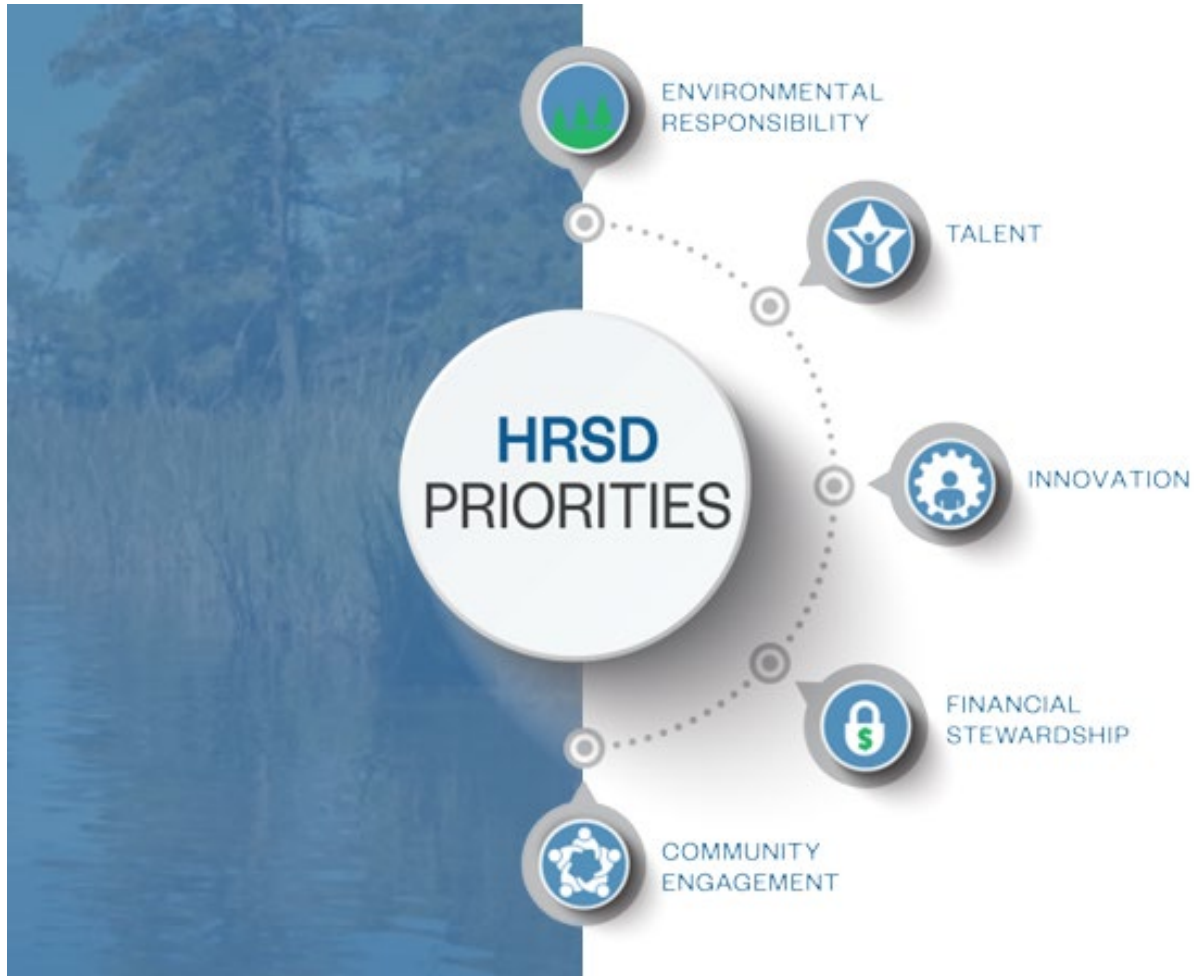 ENVIRONMENTAL
RESPONSIBILITY
TALENT
HRSD
PRIORITIES
INNOVATION
FINANCIAL
STEWARDSHIP
$
COMMUNITY
ENGAGEMENT